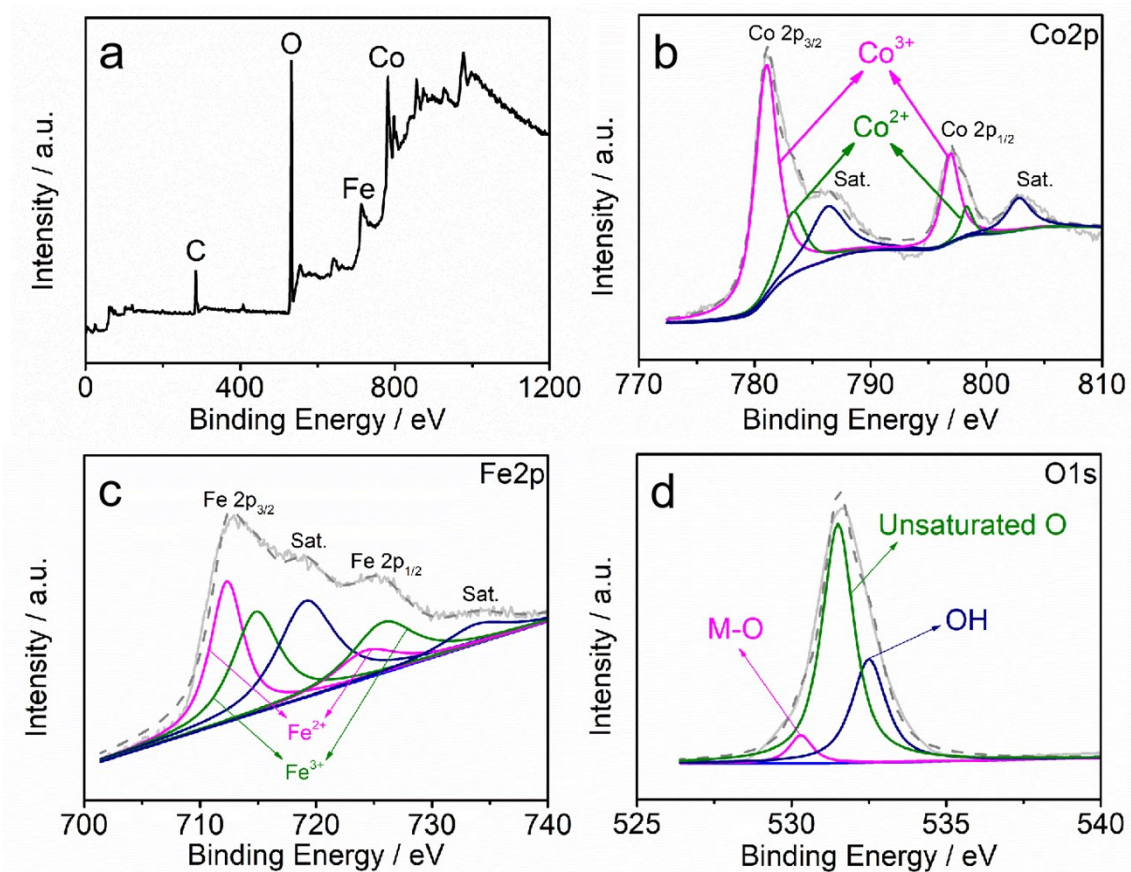 a
O
Co
Fe
C
Intensity / a.u.
0 400 800 1200
Binding Energy / eV
b
Co2p
Co 2p3/2
Co³⁺
Co²⁺
Co 2p1/2
Sat.
Sat.
Intensity / a.u.
770 780 790 800 810
Binding Energy / eV
c
Fe2p
Fe 2p3/2
Sat.
Fe 2p1/2
Sat.
Fe²⁺
Fe³⁺
Intensity / a.u.
700 710 720 730 740
Binding Energy / eV
d
O1s
Unsaturated O
M-O
OH
Intensity / a.u.
525 530 535 540
Binding Energy / eV